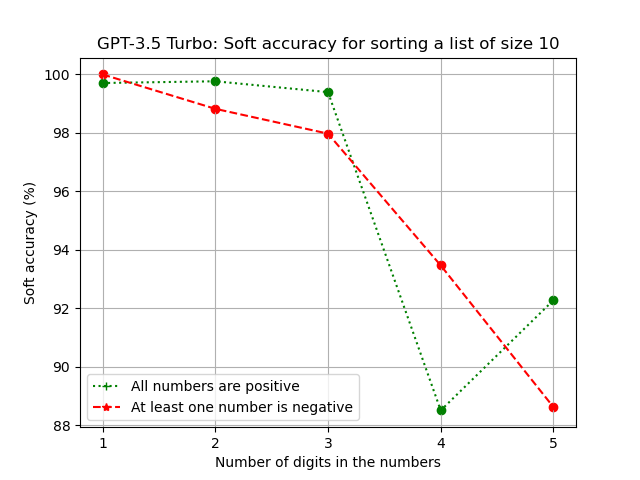 GPT-3.5 Turbo: Soft accuracy for sorting a list of size 10
Soft accuracy (%)
100
98
96
94
92
90
88
All numbers are positive
At least one number is negative
1 2 3 4 5
Number of digits in the numbers